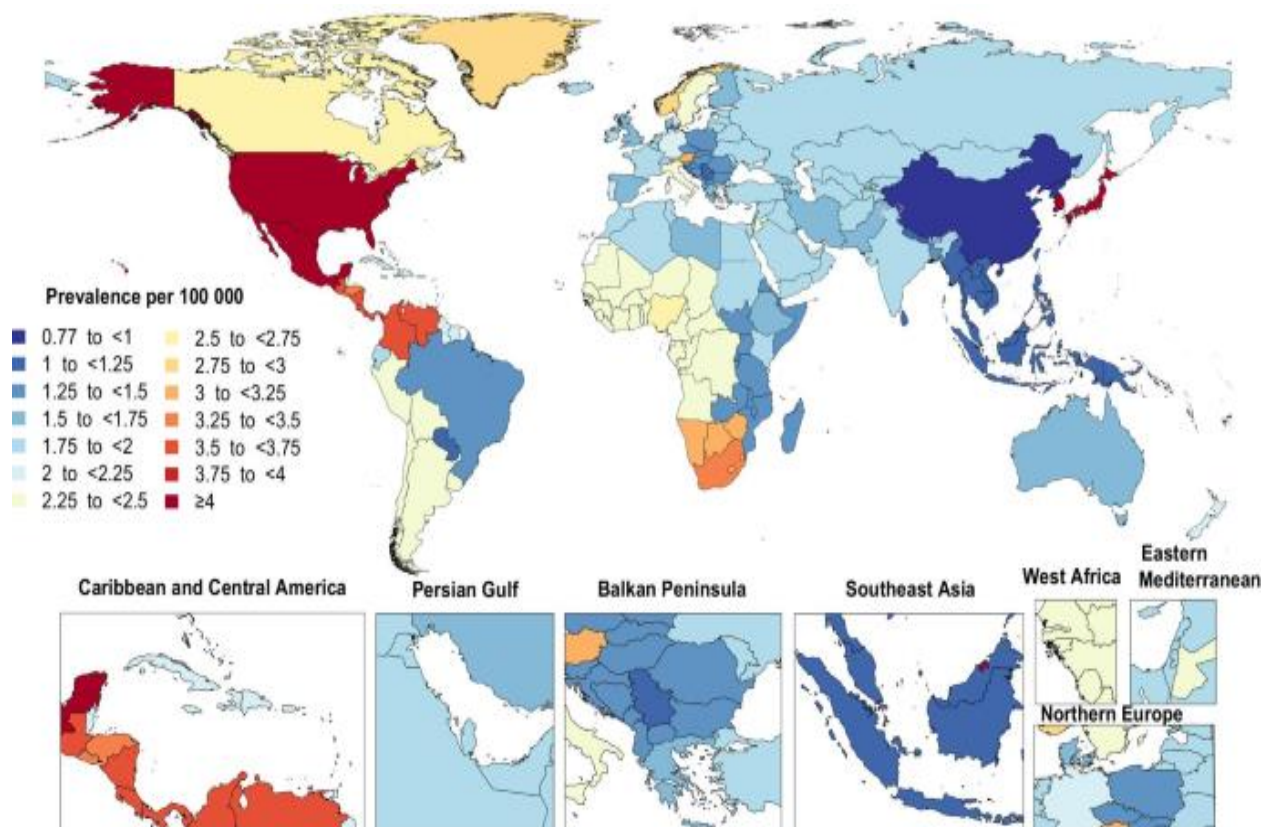 Prevalence per 100 000
0.77 to <1
1 to <1.25
1.25 to <1.5
1.5 to <1.75
1.75 to <2
2 to <2.25
2.25 to <2.5
2.5 to <2.75
2.75 to <3
3 to <3.25
3.25 to <3.5
3.5 to <3.75
3.75 to <4
≥4
Caribbean and Central America
Persian Gulf
Balkan Peninsula
Southeast Asia
West Africa
Eastern
Mediterranean
Northern Europe